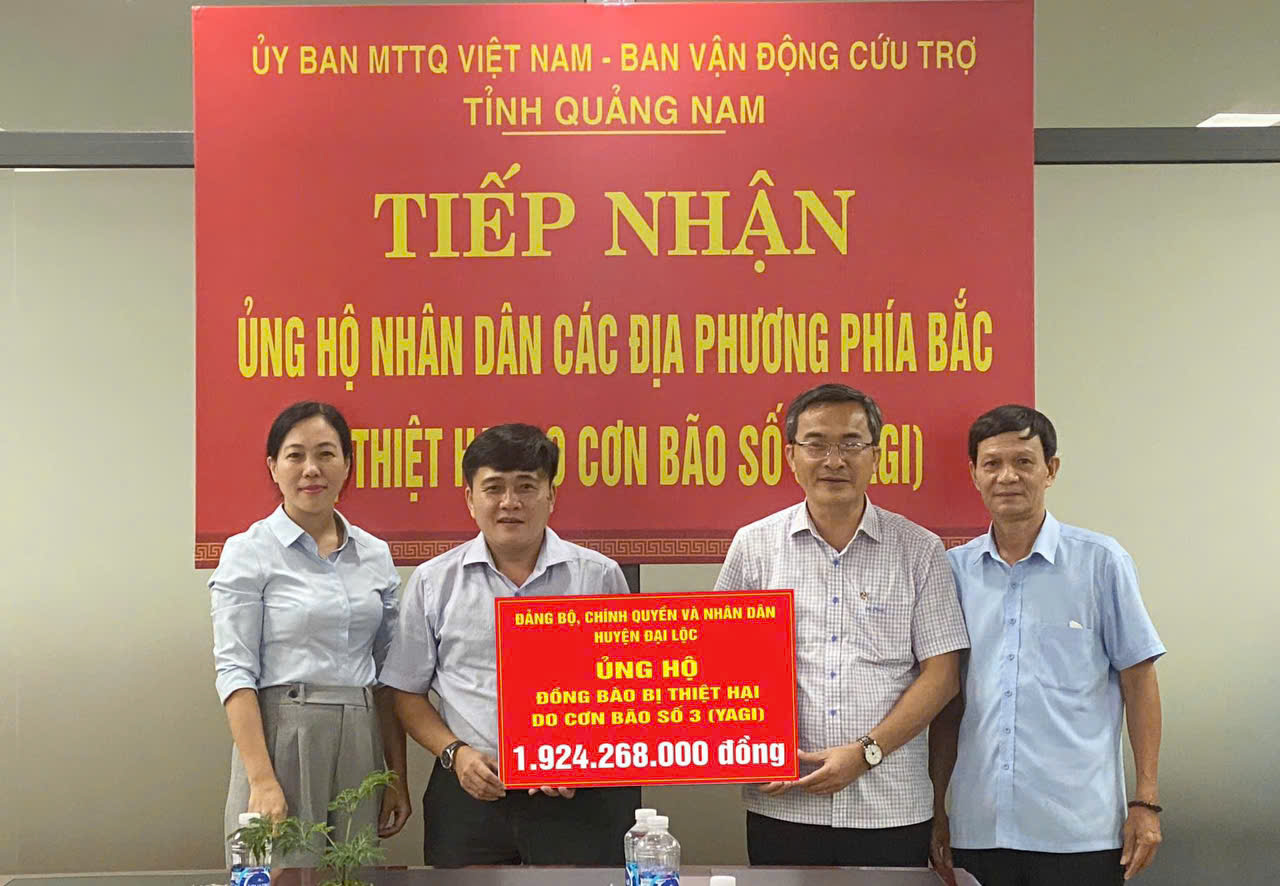 ỦY BAN MTTQ VIỆT NAM - BAN VẬN ĐỘNG CỨU TRỢ
TỈNH QUẢNG NAM
TIẾP NHẬN
ỦNG HỘ NHÂN DÂN CÁC ĐỊA PHƯƠNG PHÍA BẮC
THIỆT CƠN BÃO SỐ
ĐẢNG BỘ, CHÍNH QUYỀN VÀ NHÂN DÂN
HUYỆN ĐẠI LỘC
ỦNG HỘ
ĐỒNG BÀO BỊ THIỆT HẠI
DO CƠN BÃO SỐ 3 (YAGI)
1.924.268.000 đồng